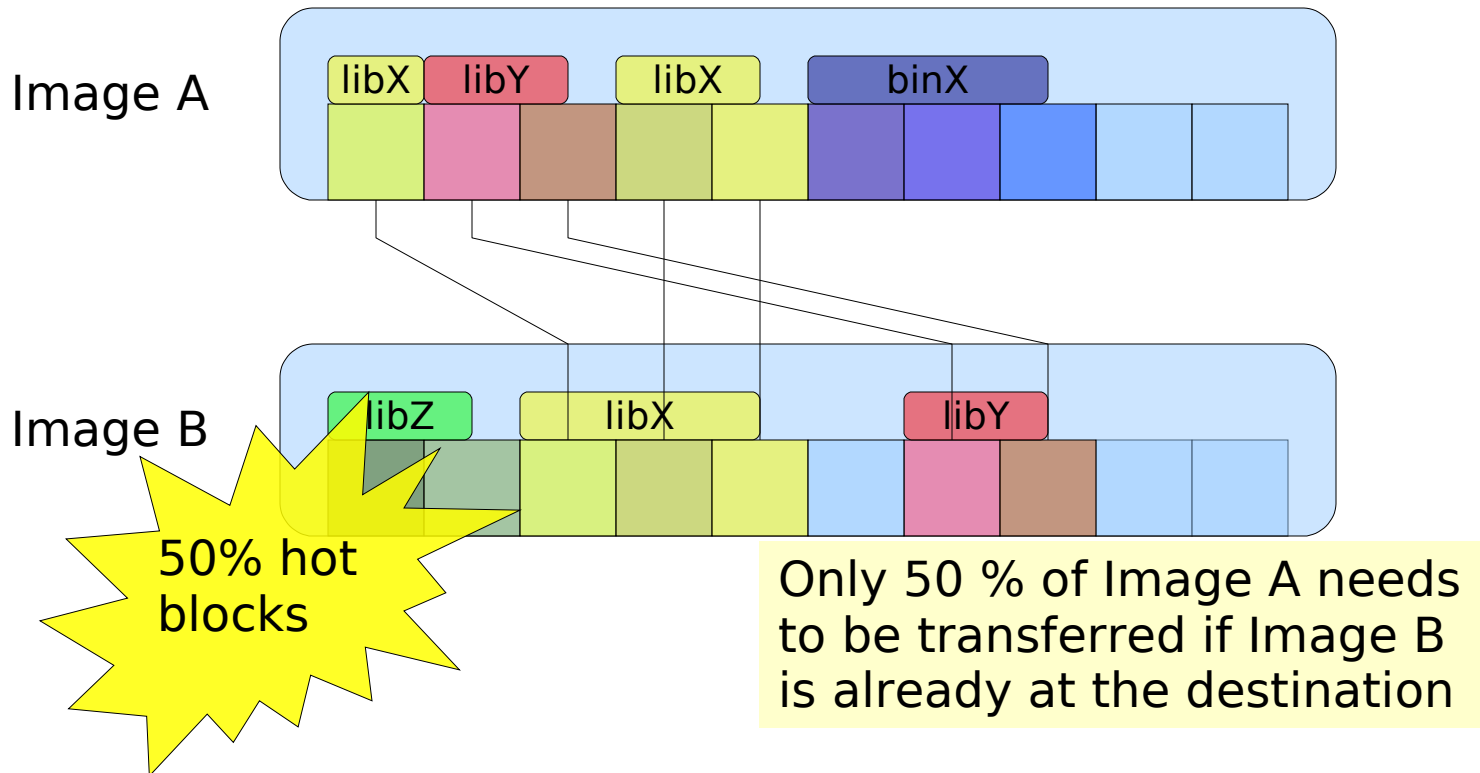 Image A
libX
libY
libX
binX
Image B
libZ
libX
libY
50% hot
blocks
Only 50 % of Image A needs
to be transferred if Image B
is already at the destination